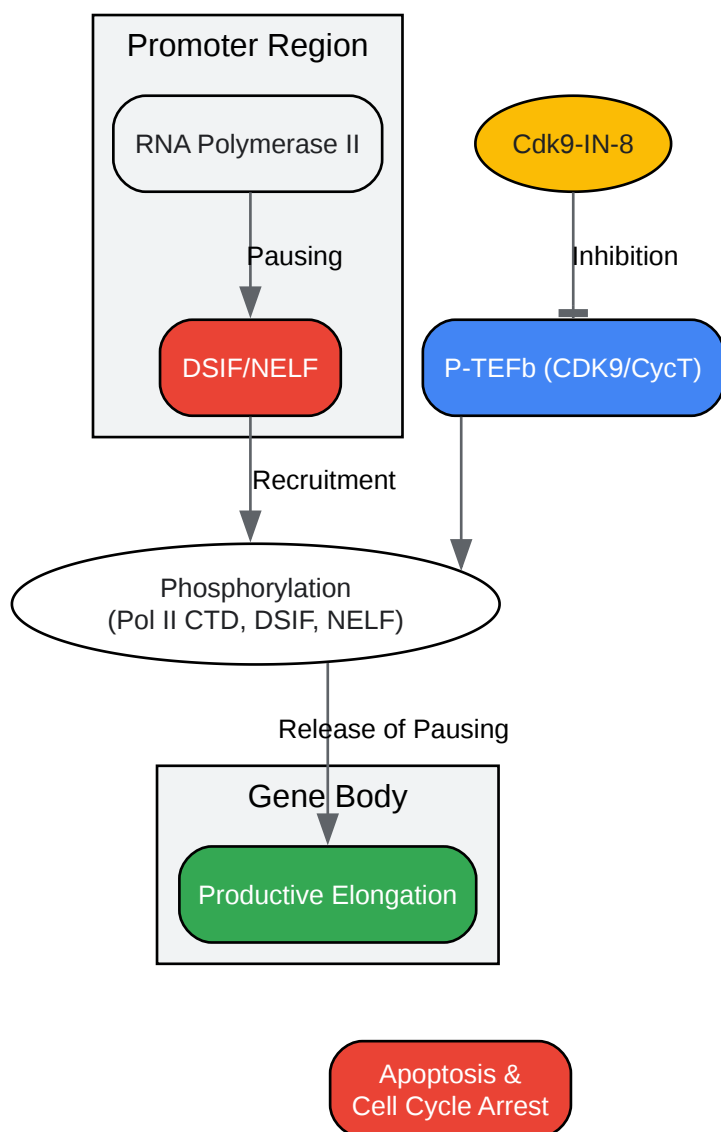 Promoter Region
RNA Polymerase II
Cdk9-IN-8
Pausing
Inhibition
DSIF/NELF
P-TEFb (CDK9/CycT)
Recruitment
Phosphorylation
(Pol II CTD, DSIF, NELF)
Release of Pausing
Gene Body
Productive Elongation
Apoptosis &
Cell Cycle Arrest